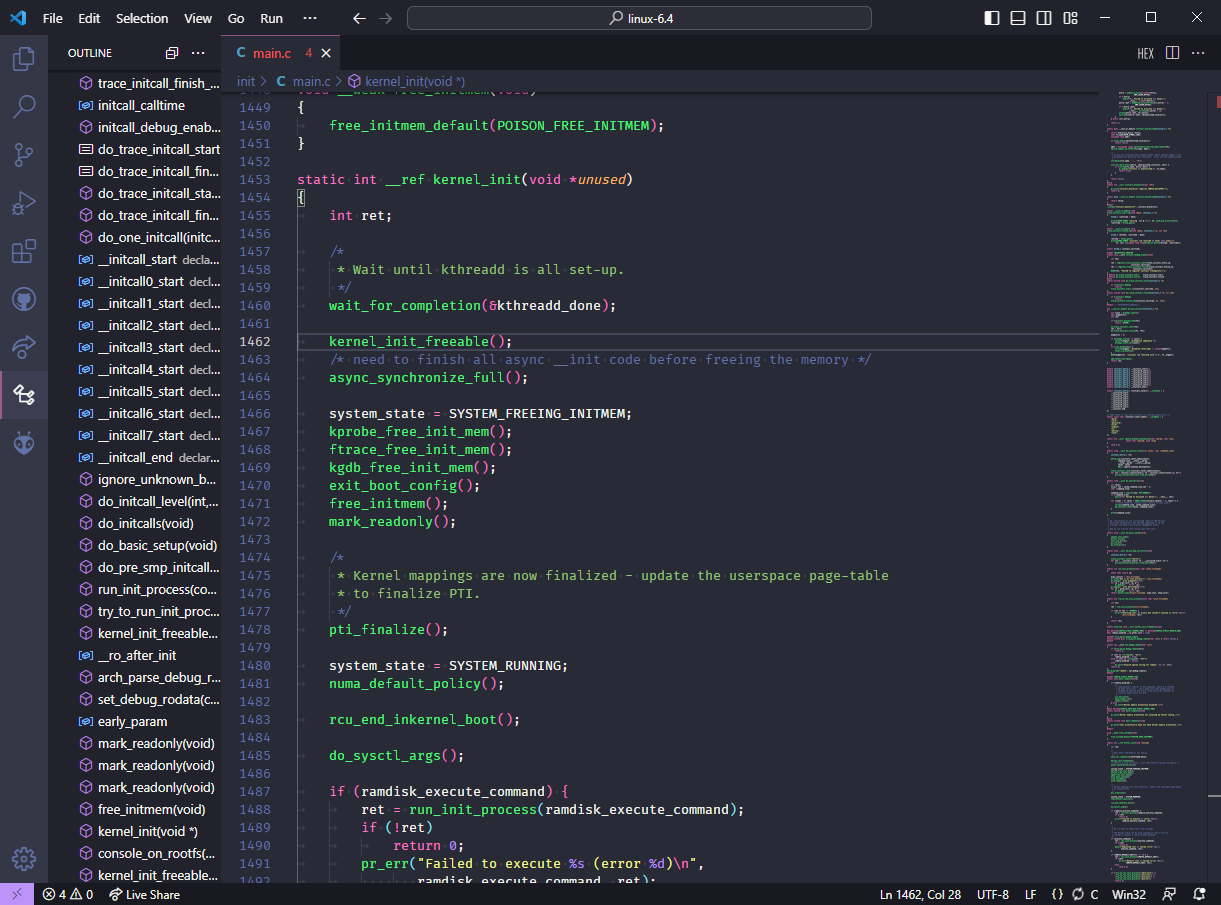 File Edit Selection View Go Run ··· linux-6.4
OUTLINE ···
C main.c 4
HEX ···
init > C main.c > kernel_init(void *)
trace_initcall_finish_...
initcall_calltime
initcall_debug_enab...
do_trace_initcall_start
do_trace_initcall_fin...
do_trace_initcall_sta...
do_trace_initcall_fin...
do_one_initcall(initc...
__initcall_start decla...
__initcall0_start decl...
__initcall1_start decl...
__initcall2_start decl...
__initcall3_start decl...
__initcall4_start decl...
__initcall5_start decl...
__initcall6_start decl...
__initcall7_start decl...
__initcall_end declar...
ignore_unknown_b...
do_initcall_level(int,...
do_initcalls(void)
do_basic_setup(void)
do_pre_smp_initcall...
run_init_process(co...
try_to_run_init_proc...
kernel_init_freeable...
__ro_after_init
arch_parse_debug_r...
set_debug_rodata(c...
early_param
mark_readonly(void)
mark_readonly(void)
mark_readonly(void)
free_initmem(void)
kernel_init(void *)
console_on_rootfs(...
kernel_init_freeable...
1448 void __weak free_initmem(void)
1449 {
1450 free_initmem_default(POISON_FREE_INITMEM);
1451 }
1452
1453 static int __ref kernel_init(void *unused)
1454 {
1455 int ret;
1456
1457 /*
1458 * Wait until kthreadd is all set-up.
1459 */
1460 wait_for_completion(&kthreadd_done);
1461
1462 kernel_init_freeable();
1463 /* need to finish all async __init code before freeing the memory */
1464 async_synchronize_full();
1465
1466 system_state = SYSTEM_FREEING_INITMEM;
1467 kprobe_free_init_mem();
1468 ftrace_free_init_mem();
1469 kgdb_free_init_mem();
1470 exit_boot_config();
1471 free_initmem();
1472 mark_readonly();
1473
1474 /*
1475 * Kernel mappings are now finalized - update the userspace page-table
1476 * to finalize PTI.
1477 */
1478 pti_finalize();
1479
1480 system_state = SYSTEM_RUNNING;
1481 numa_default_policy();
1482
1483 rcu_end_inkernel_boot();
1484
1485 do_sysctl_args();
1486
1487 if (ramdisk_execute_command) {
1488 ret = run_init_process(ramdisk_execute_command);
1489 if (!ret)
1490 return 0;
1491 pr_err("Failed to execute %s (error %d)\n",
1492 ramdisk_execute_command, ret);
4 0 Live Share Ln 1462, Col 28 UTF-8 LF {} C Win32